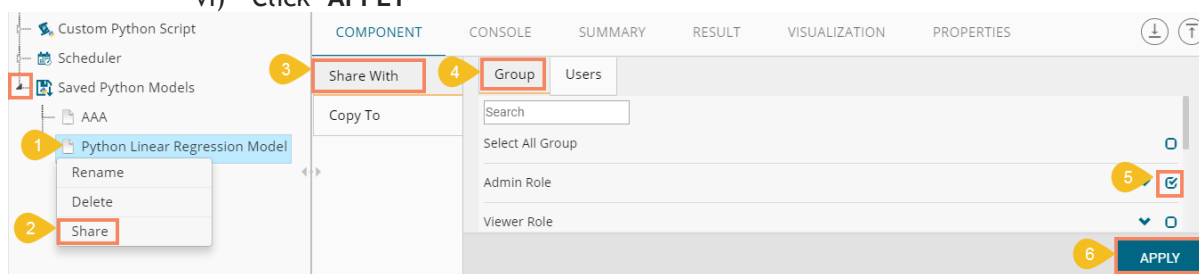 vi) Click "APPLY"
Custom Python Script
Scheduler
Saved Python Models
AAA
1 Python Linear Regression Model
Rename
Delete
2 Share
COMPONENT CONSOLE SUMMARY RESULT VISUALIZATION PROPERTIES
3 Share With
Copy To
4 Group Users
Search
Select All Group
Admin Role 5
Viewer Role
6 APPLY